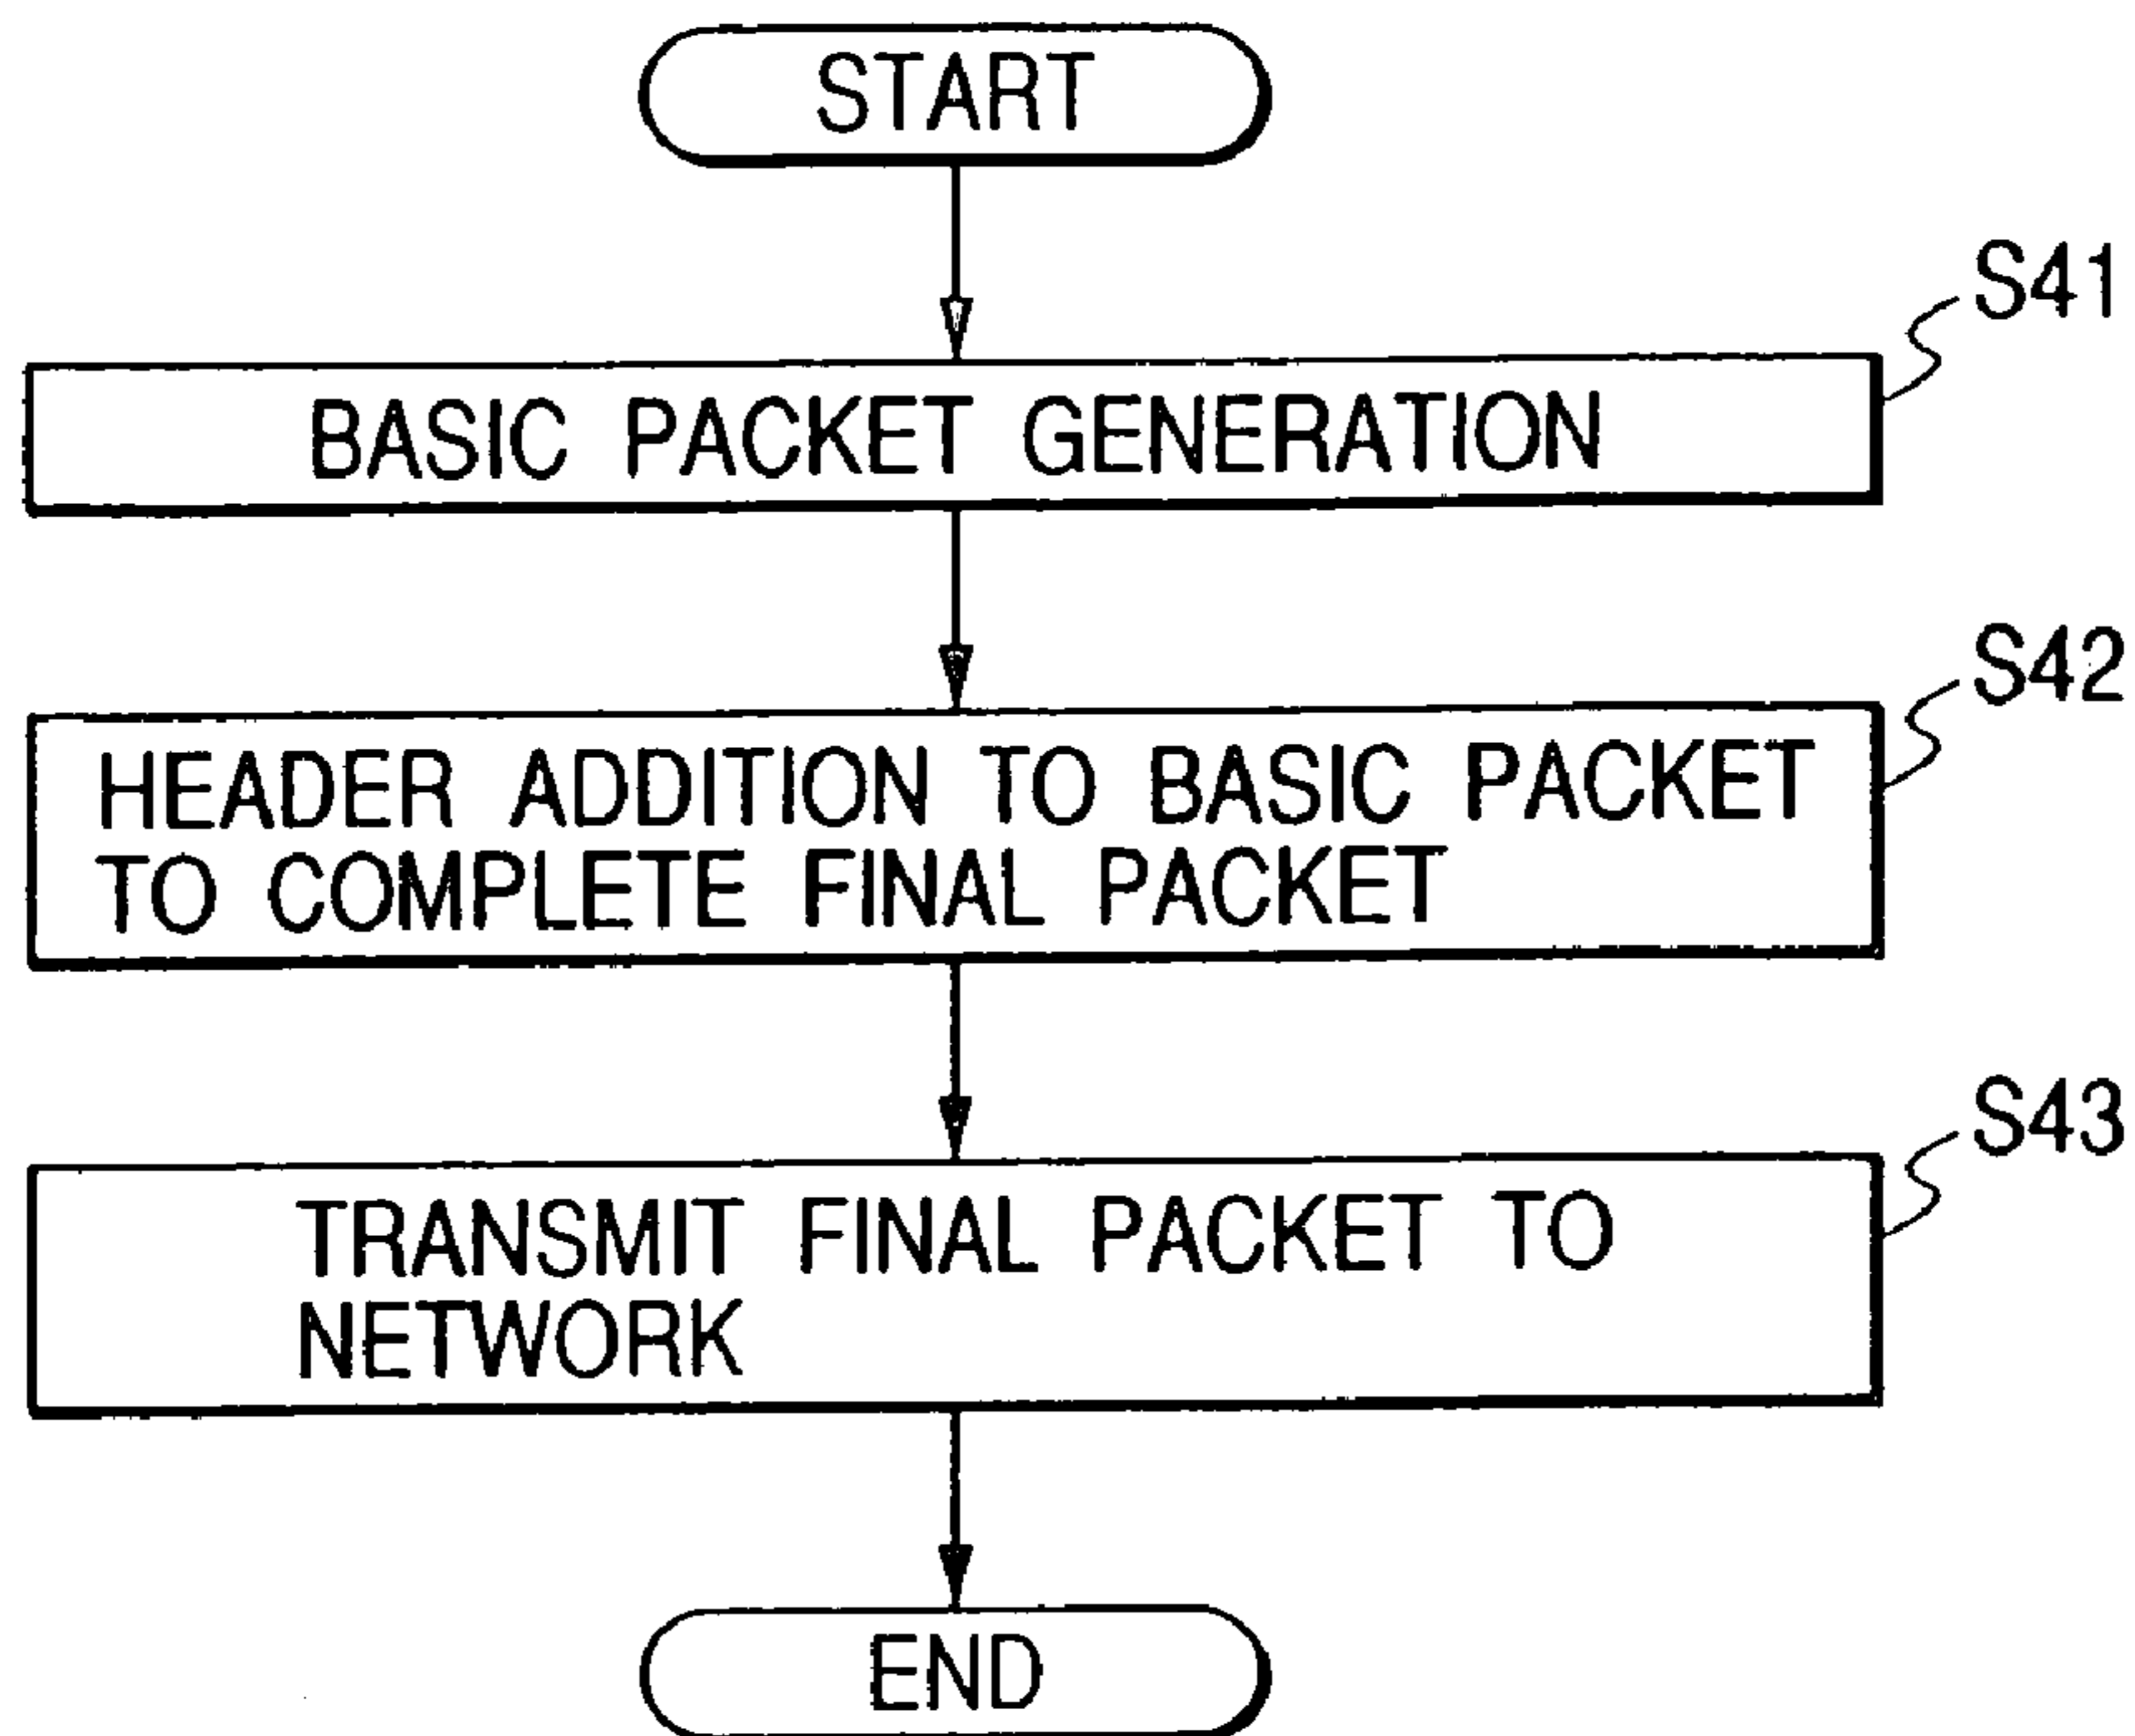 START
S41
BASIC PACKET GENERATION
S42
HEADER ADDITION TO BASIC PACKET
TO COMPLETE FINAL PACKET
S43
TRANSMIT FINAL PACKET TO
NETWORK
END